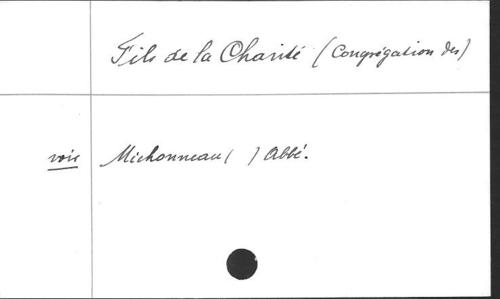 Fils de la Charité (Congrégation des)
voir Michonneau ( ) Abbé.